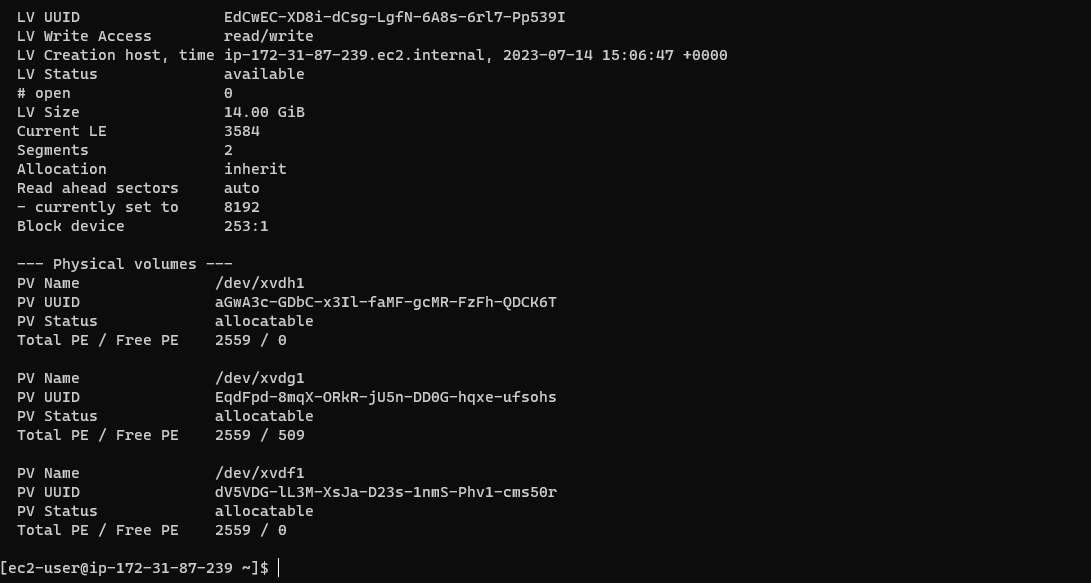 LV UUID                EdCwEC-XD8i-dCsg-LgfN-6A8s-6rl7-Pp539I
LV Write Access        read/write
LV Creation host, time ip-172-31-87-239.ec2.internal, 2023-07-14 15:06:47 +0000
LV Status              available
# open                 0
LV Size                14.00 GiB
Current LE             3584
Segments               2
Allocation             inherit
Read ahead sectors     auto
- currently set to     8192
Block device           253:1
--- Physical volumes ---
PV Name               /dev/xvdh1
PV UUID               aGwA3c-GDbC-x3Il-faMF-gcMR-FzFh-QDCK6T
PV Status             allocatable
Total PE / Free PE    2559 / 0
PV Name               /dev/xvdg1
PV UUID               EqdFpd-8mqX-ORkR-jU5n-DD0G-hqxe-ufsohs
PV Status             allocatable
Total PE / Free PE    2559 / 509
PV Name               /dev/xvdf1
PV UUID               dV5VDG-lL3M-XsJa-D23s-1nmS-Phv1-cms50r
PV Status             allocatable
Total PE / Free PE    2559 / 0
[ec2-user@ip-172-31-87-239 ~]$